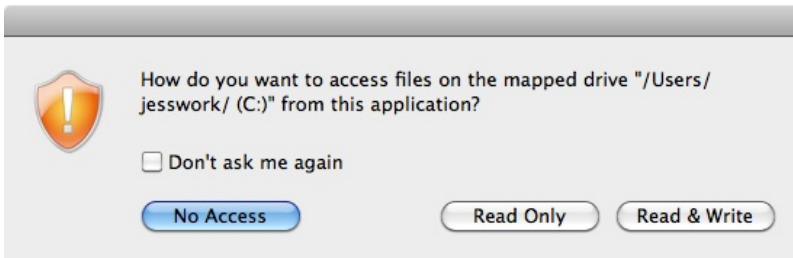 How do you want to access files on the mapped drive "/Users/
jesswork/ (C:)" from this application?
Don't ask me again
No Access
Read Only
Read & Write